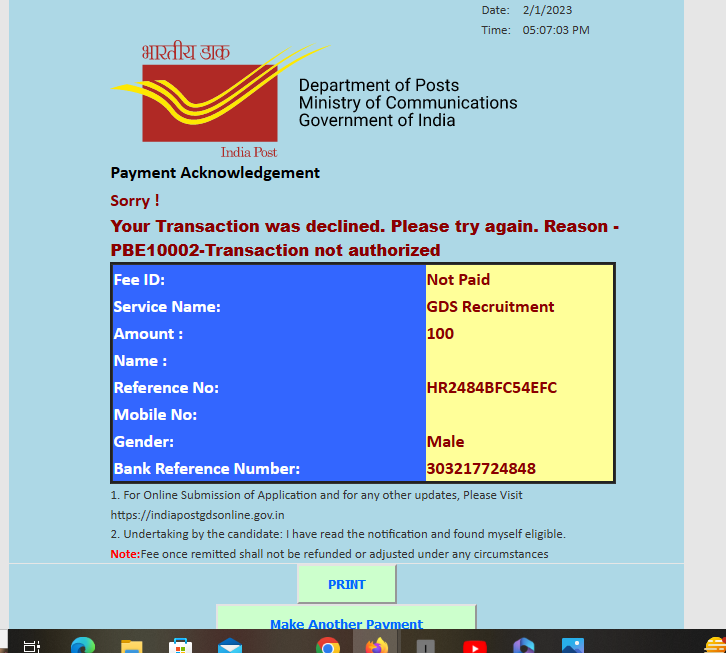 Date: 2/1/2023
Time: 05:07:03 PM
भारतीय डाक
India Post
Department of Posts
Ministry of Communications
Government of India
Payment Acknowledgement
Sorry !
Your Transaction was declined. Please try again. Reason -
PBE10002-Transaction not authorized
Fee ID: Not Paid
Service Name: GDS Recruitment
Amount : 100
Name :
Reference No: HR2484BFC54EFC
Mobile No:
Gender: Male
Bank Reference Number: 303217724848
1. For Online Submission of Application and for any other updates, Please Visit
https://indiapostgdsonline.gov.in
2. Undertaking by the candidate: I have read the notification and found myself eligible.
Note:Fee once remitted shall not be refunded or adjusted under any circumstances
PRINT
Make Another Payment